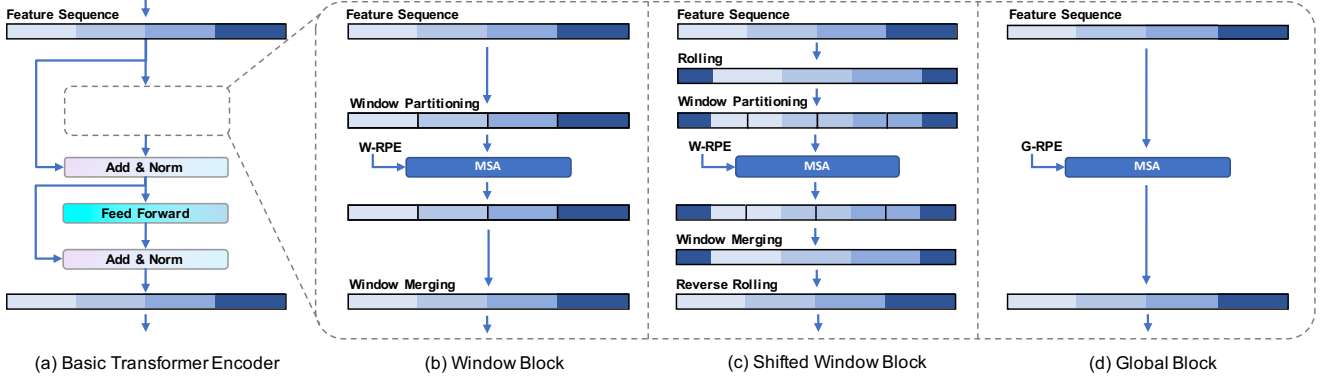 Feature Sequence
Add & Norm
Feed Forward
Add & Norm
(a) Basic Transformer Encoder
Feature Sequence
Window Partitioning
W-RPE
MSA
Window Merging
(b) Window Block
Feature Sequence
Rolling
Window Partitioning
W-RPE
MSA
Window Merging
Reverse Rolling
(c) Shifted Window Block
Feature Sequence
G-RPE
MSA
(d) Global Block